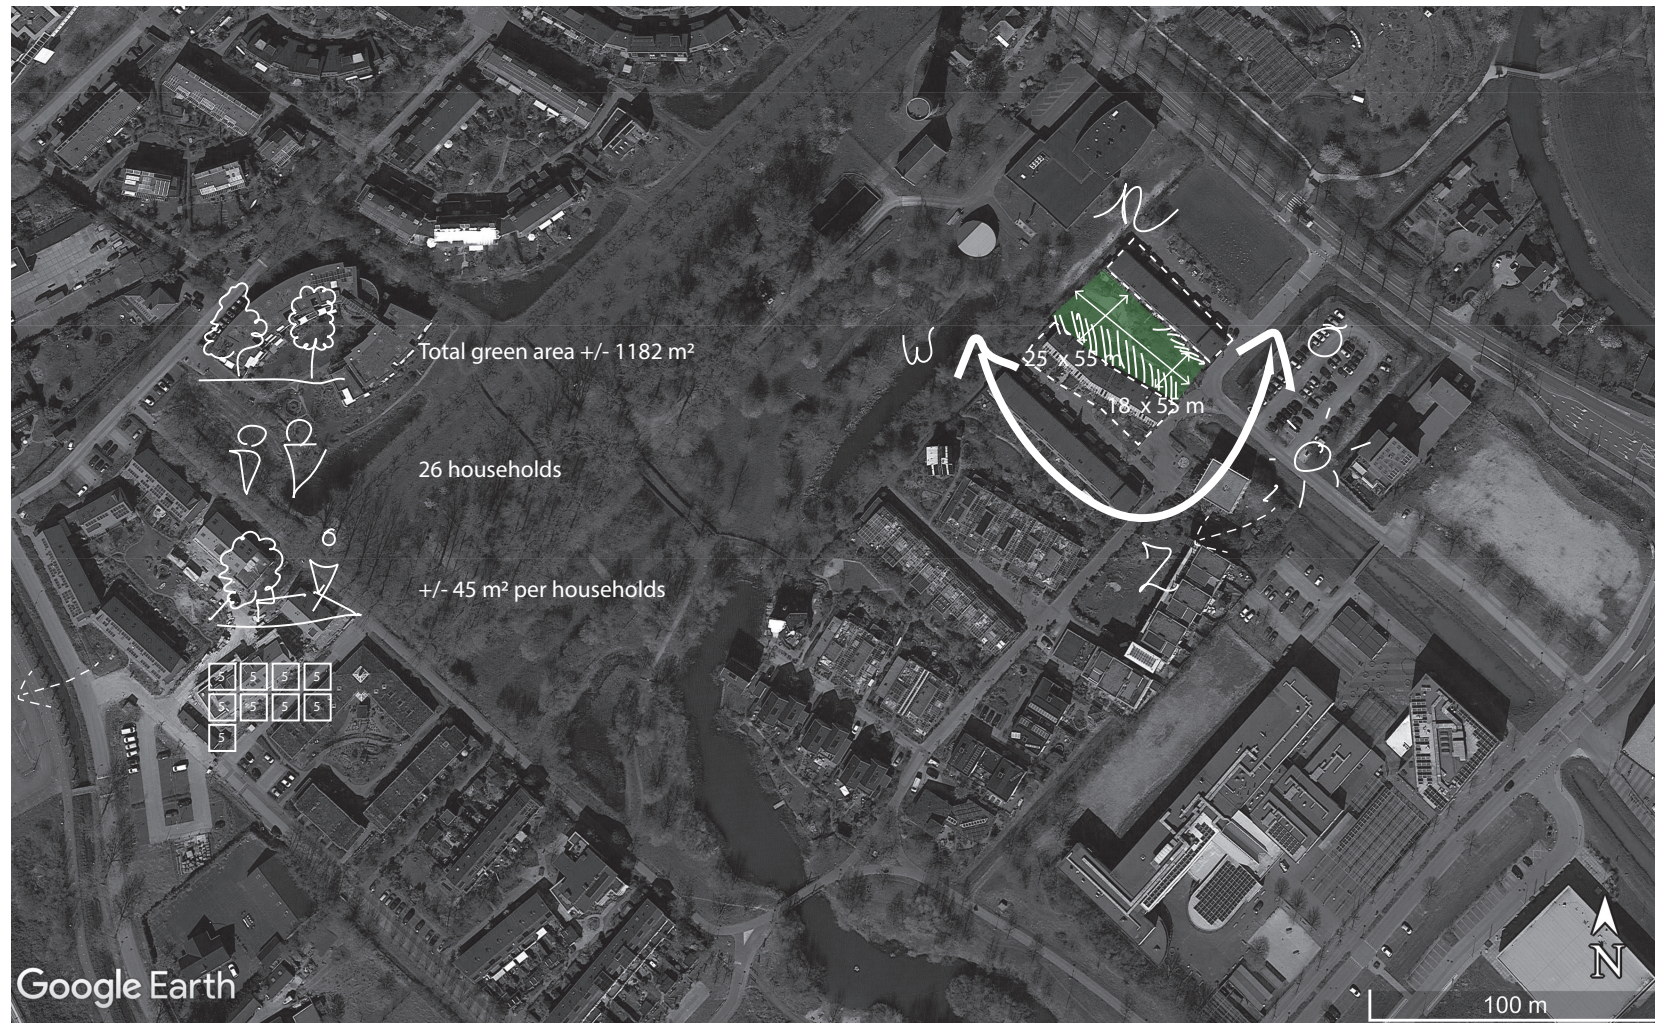 n
Total green area +/- 1182 m²
w
o
25 x 55 m
18 x 55 m
26 households
Z
+/- 45 m² per households
5 5 5 5
5 5 5 5
5
Google Earth
N
100 m